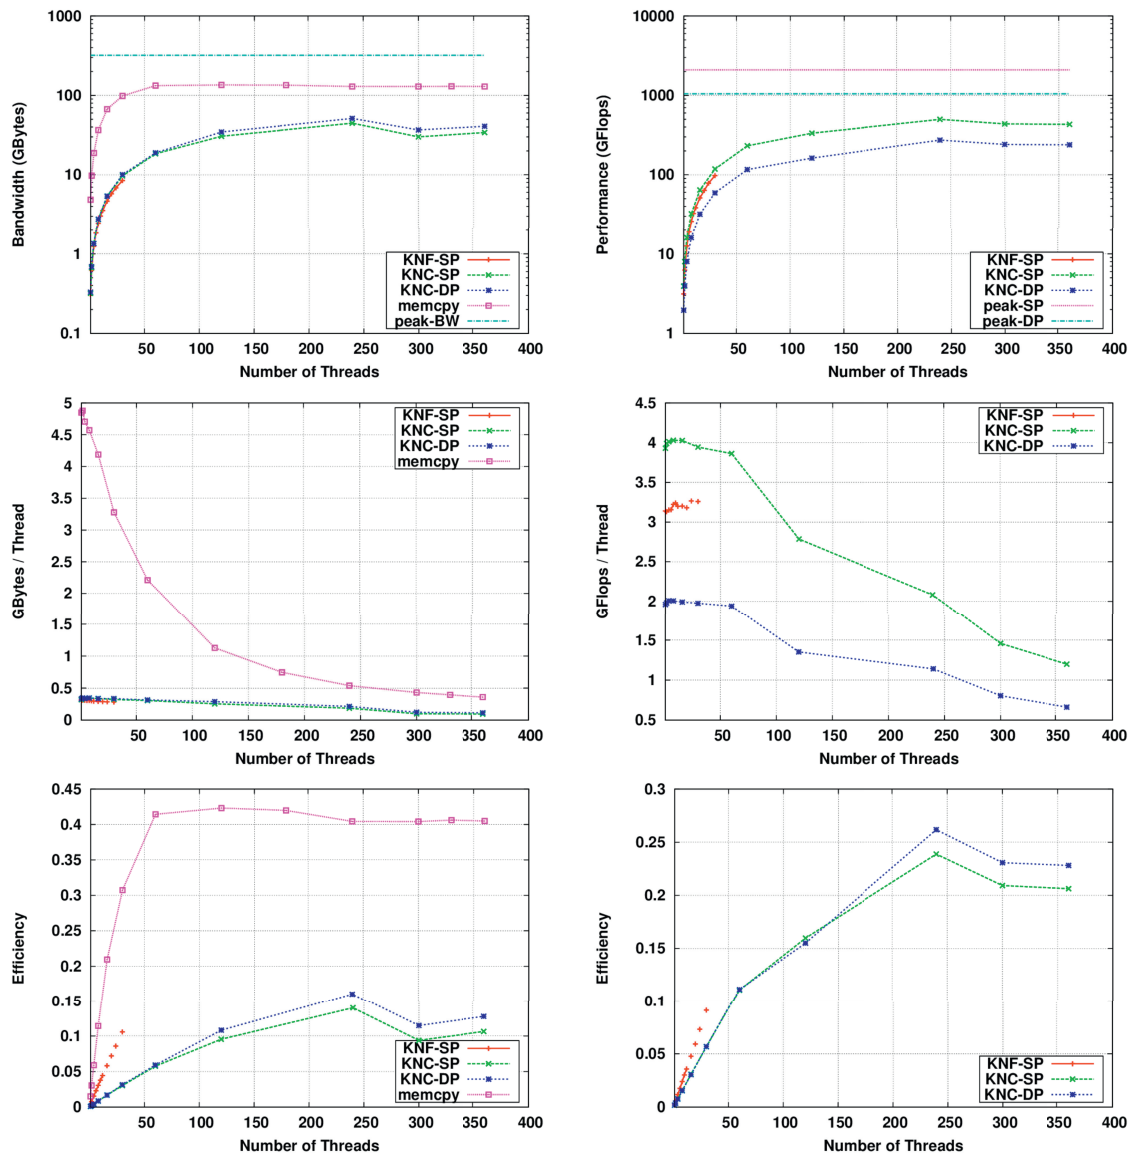 1000
100
10
1
0.1
Bandwidth (GBytes)
KNF-SP
KNC-SP
KNC-DP
memcpy
peak-BW
50 100 150 200 250 300 350 400
Number of Threads
10000
1000
100
10
1
Performance (GFlops)
KNF-SP
KNC-SP
KNC-DP
peak-SP
peak-DP
50 100 150 200 250 300 350 400
Number of Threads
5
4.5
4
3.5
3
2.5
2
1.5
1
0.5
0
GBytes / Thread
KNF-SP
KNC-SP
KNC-DP
memcpy
50 100 150 200 250 300 350 400
Number of Threads
4.5
4
3.5
3
2.5
2
1.5
1
0.5
GFlops / Thread
KNF-SP
KNC-SP
KNC-DP
50 100 150 200 250 300 350 400
Number of Threads
0.45
0.4
0.35
0.3
0.25
0.2
0.15
0.1
0.05
0
Efficiency
KNF-SP
KNC-SP
KNC-DP
memcpy
50 100 150 200 250 300 350 400
Number of Threads
0.3
0.25
0.2
0.15
0.1
0.05
0
Efficiency
KNF-SP
KNC-SP
KNC-DP
50 100 150 200 250 300 350 400
Number of Threads